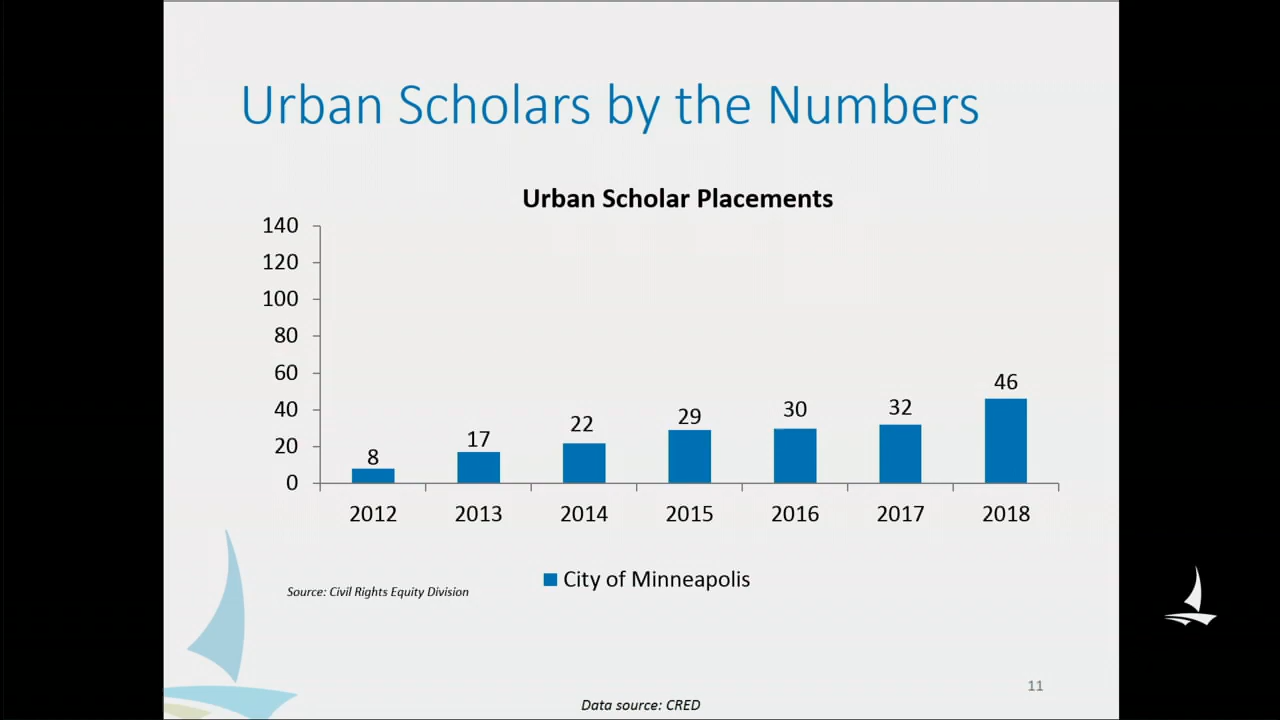 Urban Scholars by the Numbers
Urban Scholar Placements
140
120
100
80
60
40
20
0
8
17
22
29
30
32
46
2012 2013 2014 2015 2016 2017 2018
City of Minneapolis
Source: Civil Rights Equity Division
11
Data source: CRED